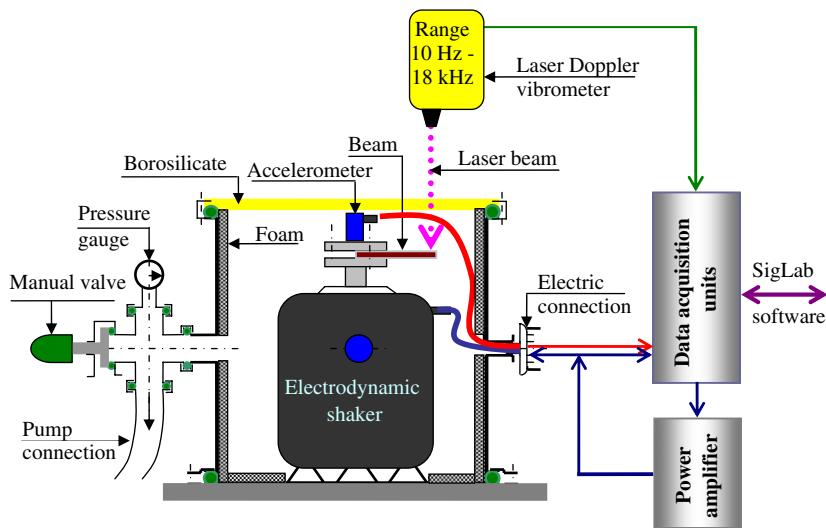 Range
10 Hz -
18 kHz
Laser Doppler
vibrometer
Beam
Laser beam
Borosilicate
Accelerometer
Pressure
gauge
Foam
Manual valve
Electric
connection
SigLab
software
Data acquisition
units
Electrodynamic
shaker
Pump
connection
Power
amplifier